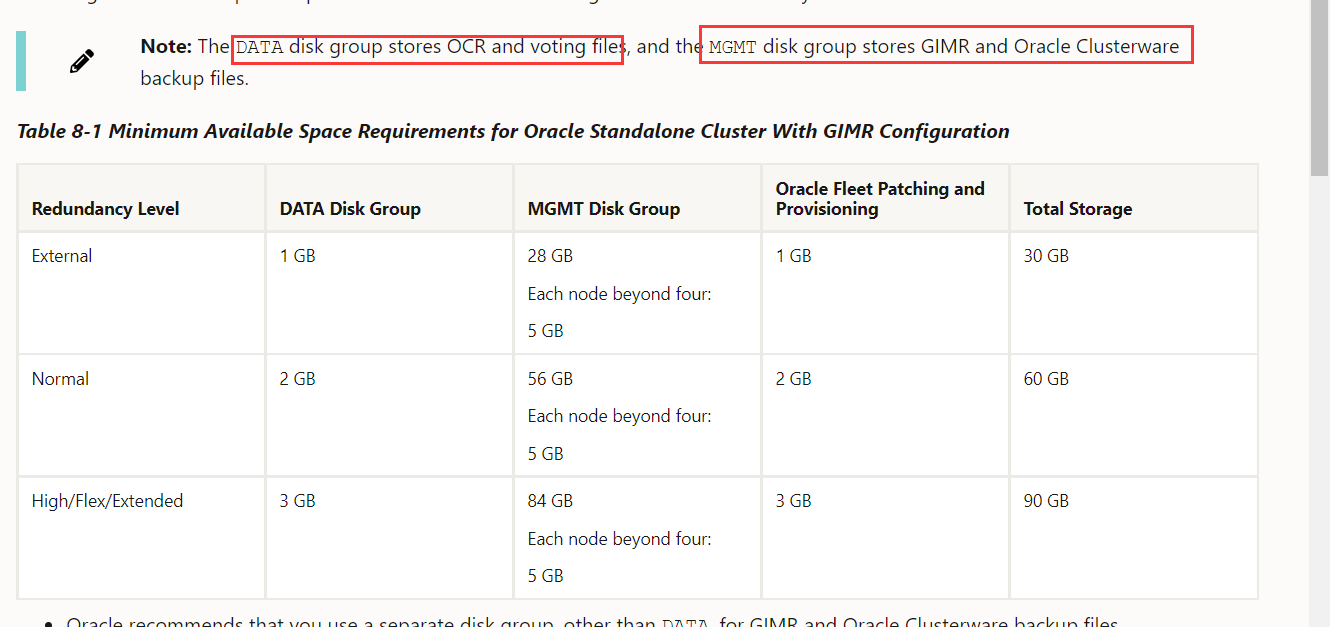 Note: The DATA disk group stores OCR and voting files, and the MGMT disk group stores GIMR and Oracle Clusterware
backup files.
Table 8-1 Minimum Available Space Requirements for Oracle Standalone Cluster With GIMR Configuration
Redundancy Level DATA Disk Group MGMT Disk Group Oracle Fleet Patching and Provisioning Total Storage
External 1 GB 28 GB 1 GB 30 GB
Each node beyond four:
5 GB
Normal 2 GB 56 GB 2 GB 60 GB
Each node beyond four:
5 GB
High/Flex/Extended 3 GB 84 GB 3 GB 90 GB
Each node beyond four:
5 GB
Oracle recommends that you use a separate disk group, other than DATA, for GIMR and Oracle Clusterware backup files